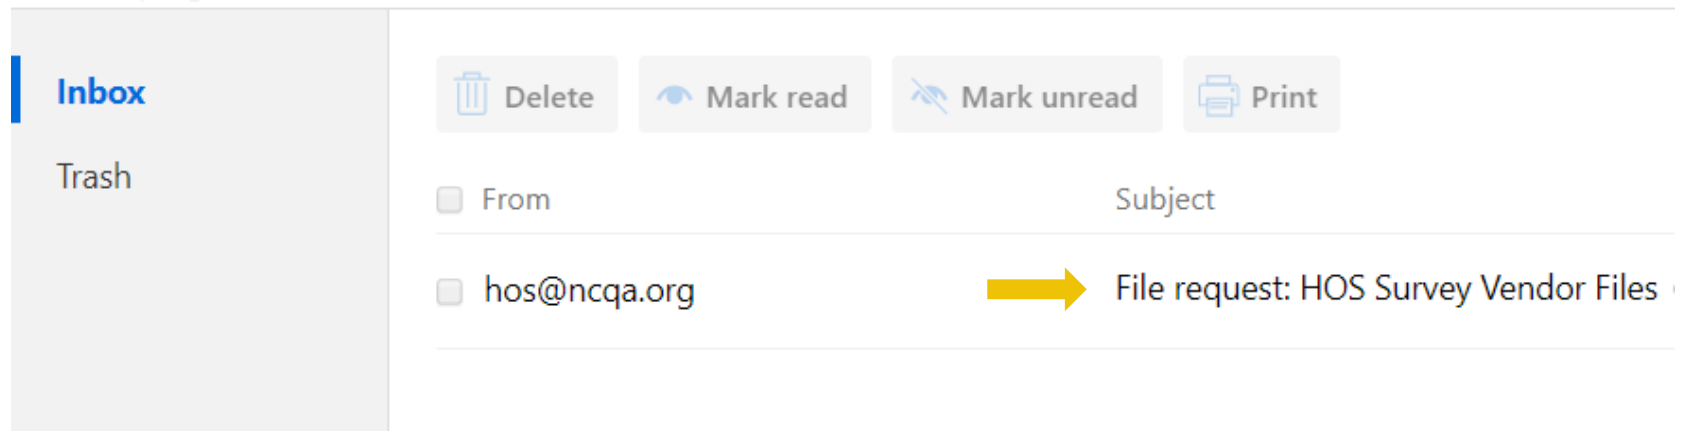 Inbox
Trash
Delete
Mark read
Mark unread
Print
From
Subject
hos@ncqa.org
File request: HOS Survey Vendor Files